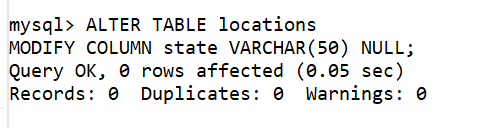 mysql> ALTER TABLE locations
MODIFY COLUMN state VARCHAR(50) NULL;
Query OK, 0 rows affected (0.05 sec)
Records: 0  Duplicates: 0  Warnings: 0